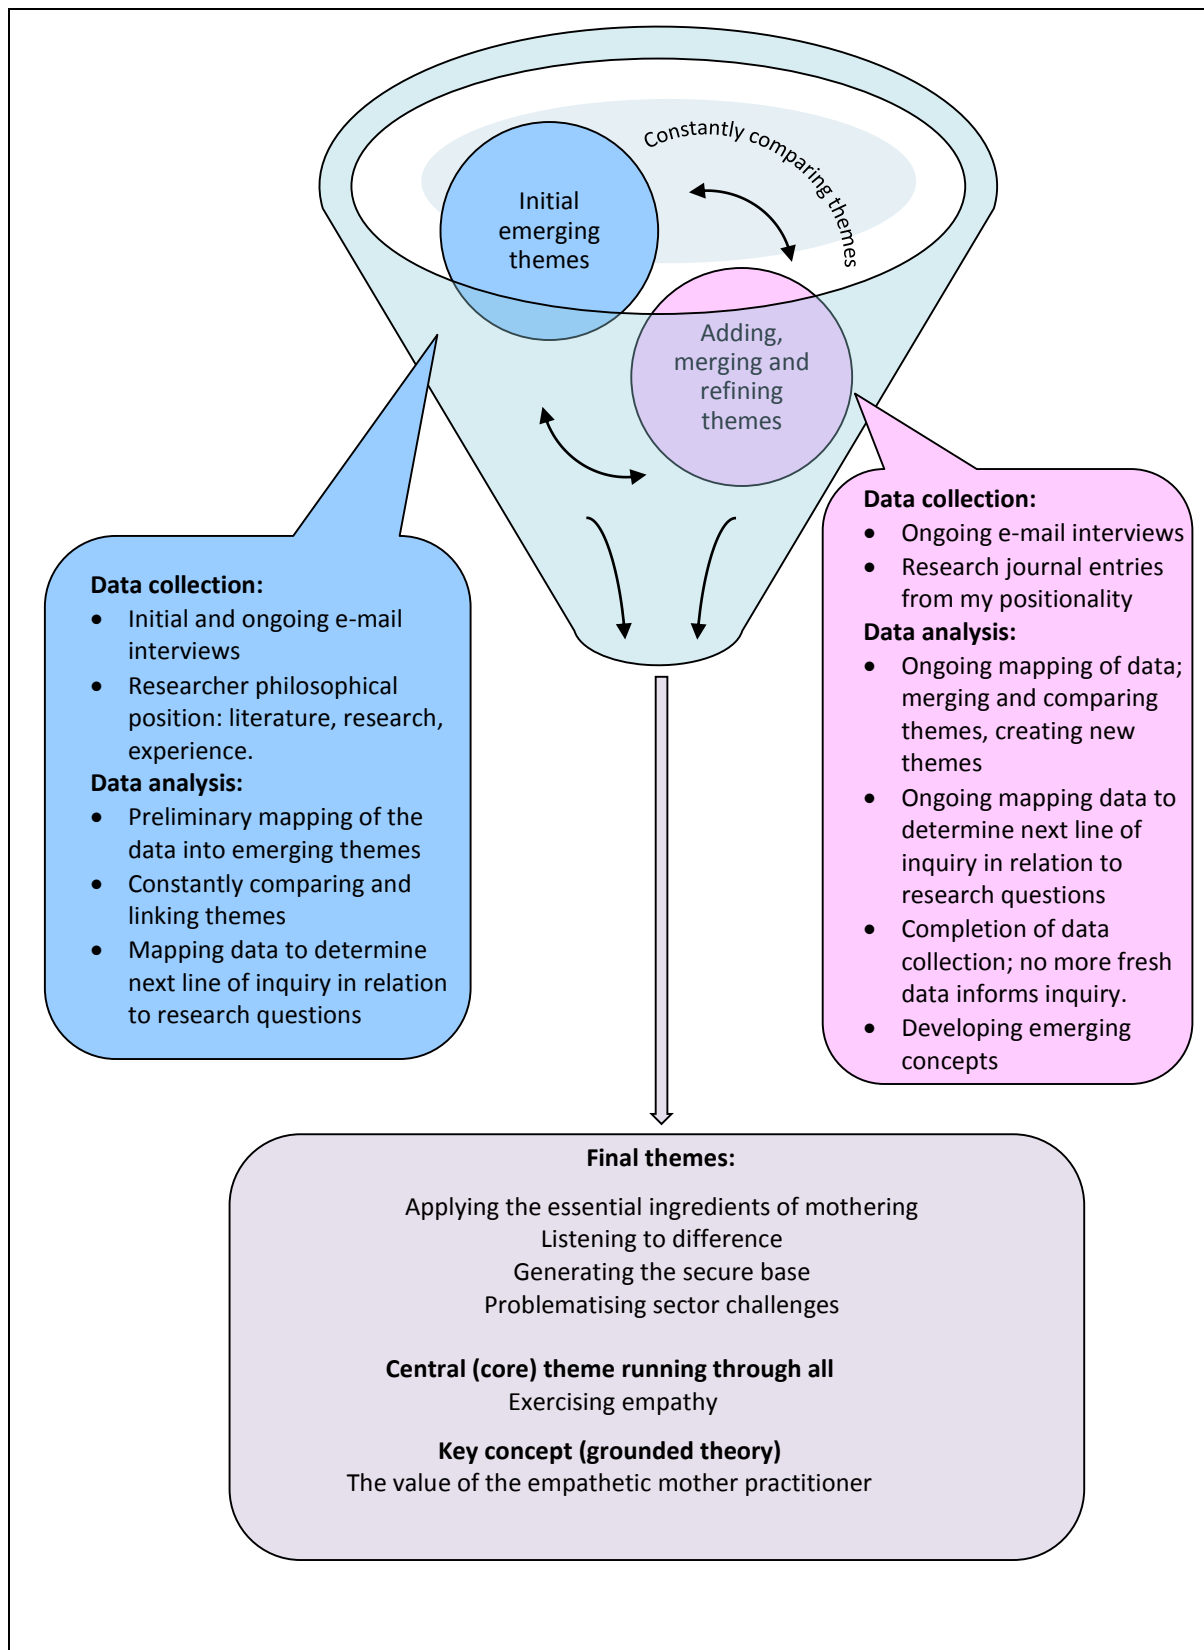 Constantly comparing themes
Initial
emerging
themes
Adding,
merging and
refining
themes
Data collection:
• Initial and ongoing e-mail
interviews
• Researcher philosophical
position: literature, research,
experience.
Data analysis:
• Preliminary mapping of the
data into emerging themes
• Constantly comparing and
linking themes
• Mapping data to determine
next line of inquiry in relation
to research questions
Data collection:
• Ongoing e-mail interviews
• Research journal entries
from my positionality
Data analysis:
• Ongoing mapping of data;
merging and comparing
themes, creating new
themes
• Ongoing mapping data to
determine next line of
inquiry in relation to
research questions
• Completion of data
collection; no more fresh
data informs inquiry.
• Developing emerging
concepts
Final themes:
Applying the essential ingredients of mothering
Listening to difference
Generating the secure base
Problematising sector challenges
Central (core) theme running through all
Exercising empathy
Key concept (grounded theory)
The value of the empathetic mother practitioner